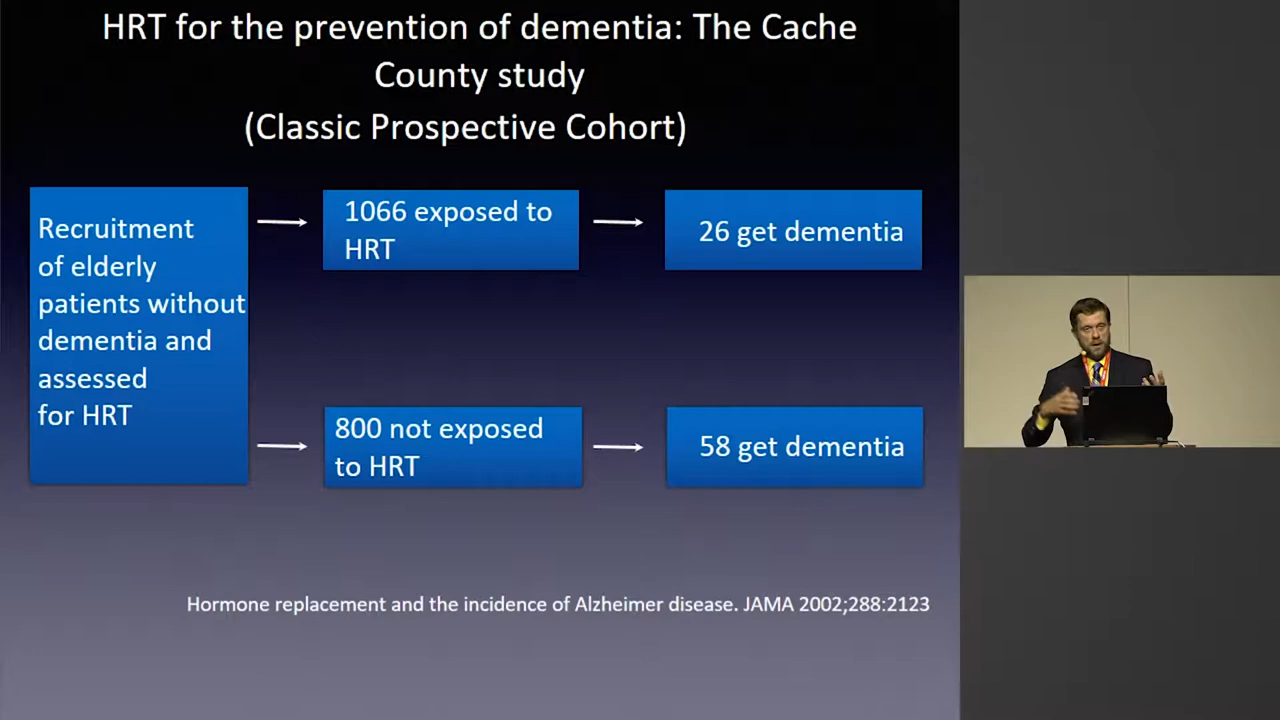 HRT for the prevention of dementia: The Cache
County study
(Classic Prospective Cohort)
Recruitment
of elderly
patients without
dementia and
assessed
for HRT
1066 exposed to
HRT
26 get dementia
800 not exposed
to HRT
58 get dementia
Hormone replacement and the incidence of Alzheimer disease. JAMA 2002;288:2123